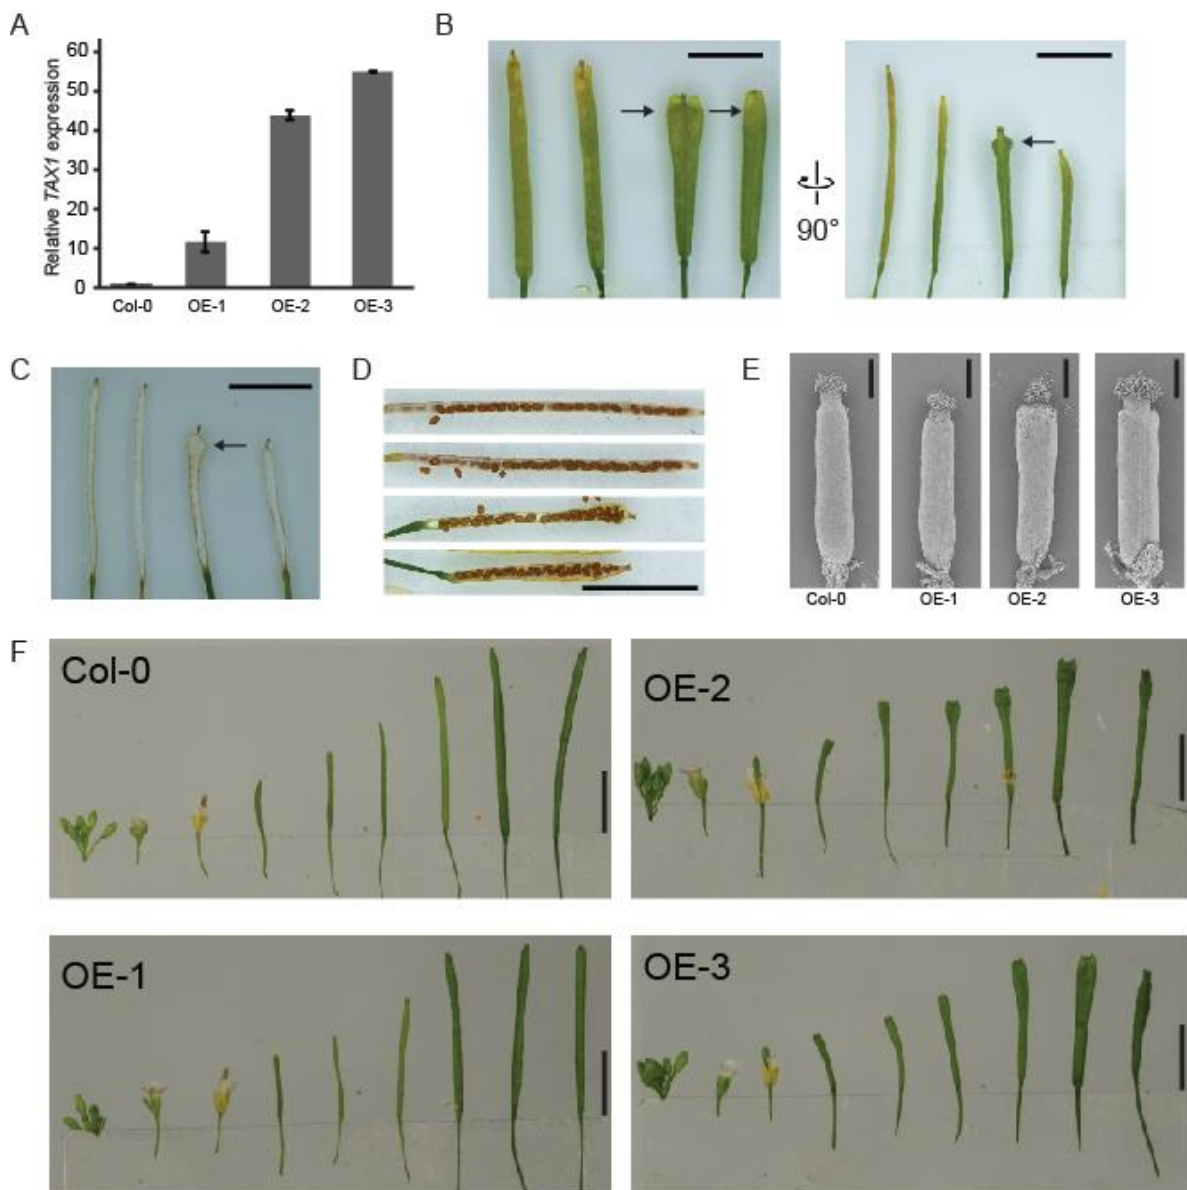 A
Relative TAX1 expression
60
50
40
30
20
10
0
Col-0 OE-1 OE-2 OE-3
B
90°
C
D
E
Col-0 OE-1 OE-2 OE-3
F
Col-0
OE-2
OE-1
OE-3